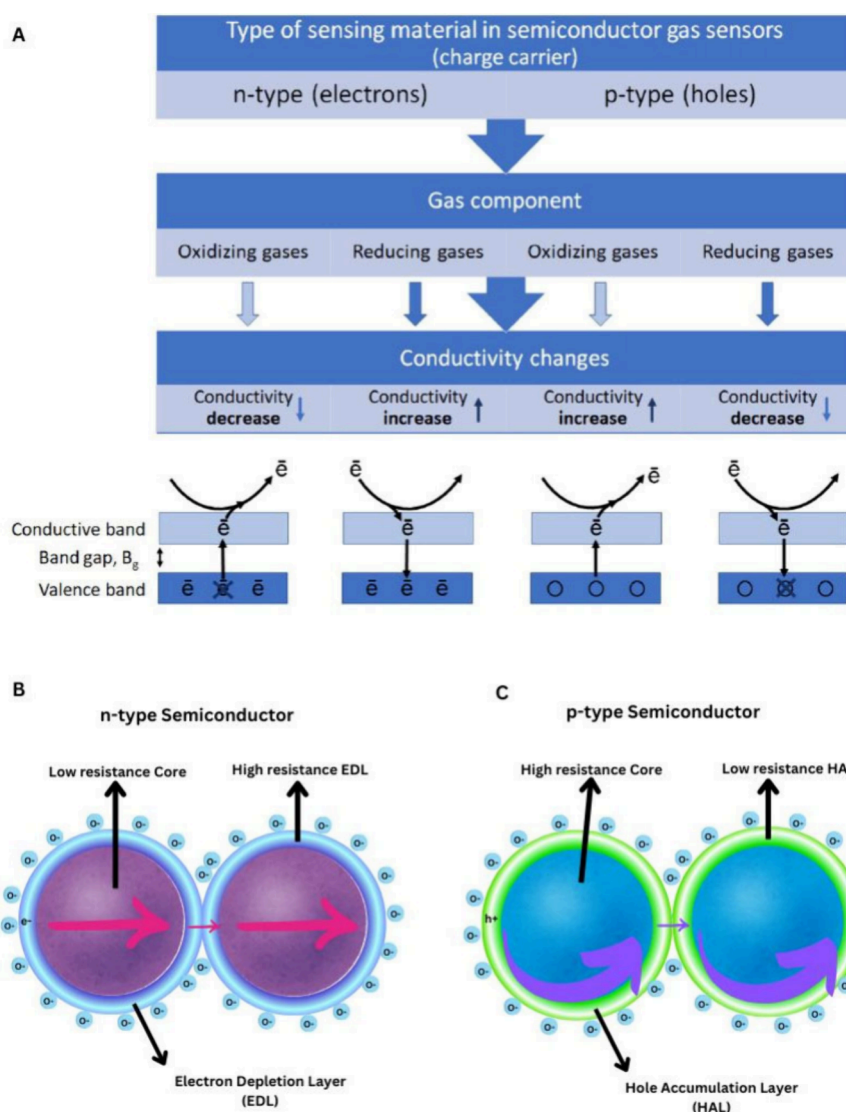 A
Type of sensing material in semiconductor gas sensors
(charge carrier)
n-type (electrons) p-type (holes)
Gas component
Oxidizing gases Reducing gases Oxidizing gases Reducing gases
Conductivity changes
Conductivity decrease ↓ Conductivity increase ↑ Conductivity increase ↑ Conductivity decrease ↓
ē ē ē ē
Conductive band ē ē ē ē
Band gap, Bg
Valence band ē ē ē ē ē ē O O O O O O
B
n-type Semiconductor
Low resistance Core High resistance EDL
O- O- O- O- O- O- O- O- O- O- O- O- O- O- O- O- O- O- O- O- O- O- O- O- O- O-
e-
Electron Depletion Layer
(EDL)
C
p-type Semiconductor
High resistance Core Low resistance HA
O- O- O- O- O- O- O- O- O- O- O- O- O- O- O- O- O- O- O- O- O- O-
h+
Hole Accumulation Layer
(HAL)